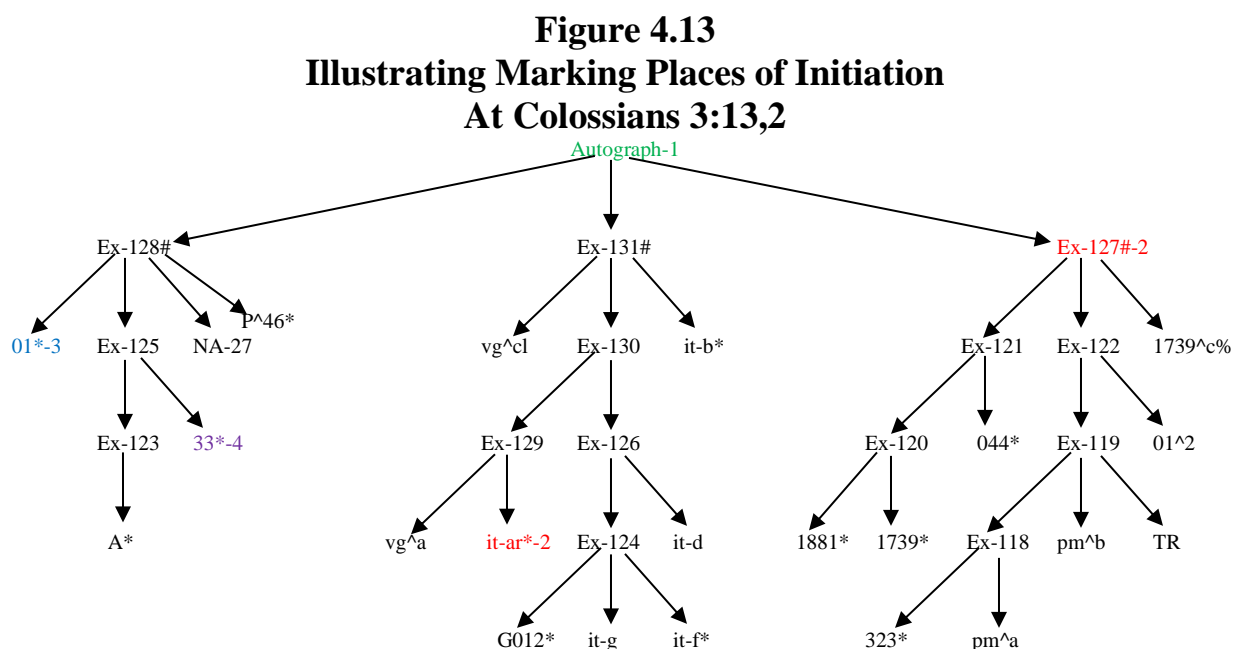 Figure 4.13
Illustrating Marking Places of Initiation
At Colossians 3:13,2
Autograph-1
Ex-128# Ex-131# Ex-127#-2
P^46*
01*-3 Ex-125 NA-27 vg^cl Ex-130 it-b* Ex-121 Ex-122 1739^c%
Ex-123 33*-4 Ex-129 Ex-126 Ex-120 044* Ex-119 01^2
A* vg^a it-ar*-2 Ex-124 it-d 1881* 1739* Ex-118 pm^b TR
G012* it-g it-f* 323* pm^a